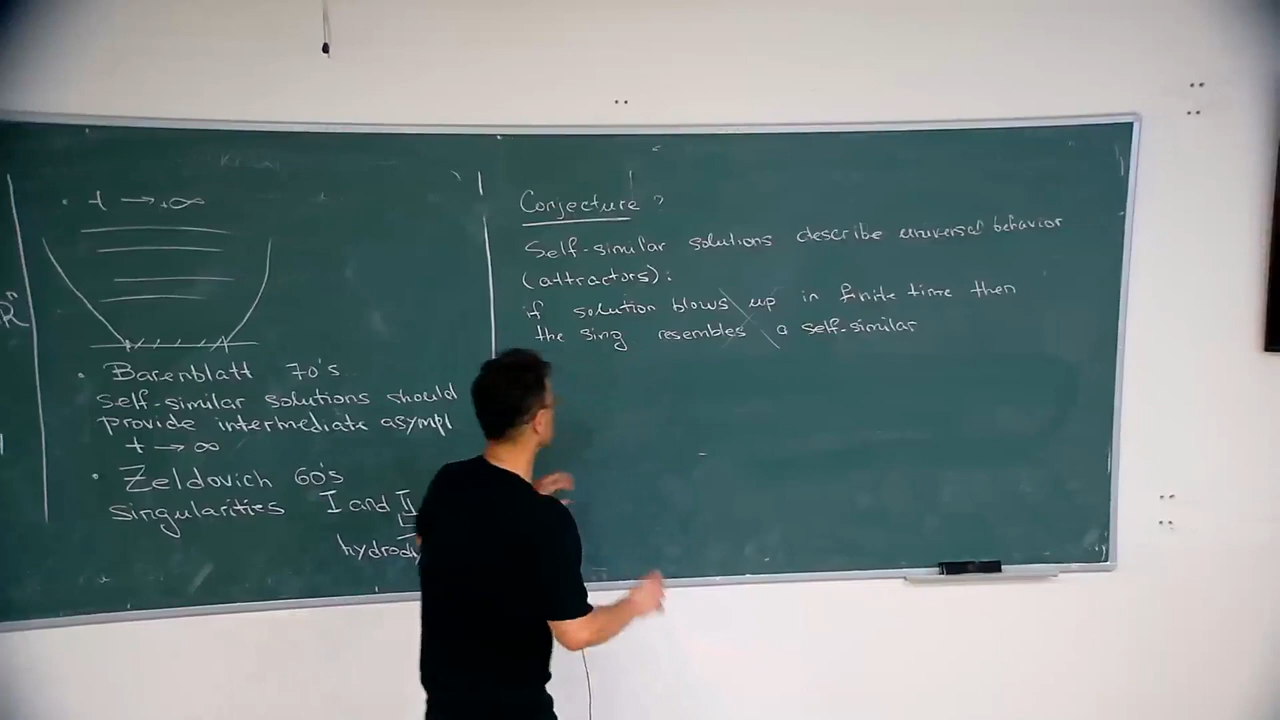 • t → +∞
ℝⁿ
• Barenblatt 70's
self-similar solutions should
provide intermediate asympt
t → ∞
• Zeldovich 60's
singularities I and II
Conjecture?
Self-similar solutions describe universal behavior
(attractors):
if solution blows up in finite time then
the sing resembles a self-similar